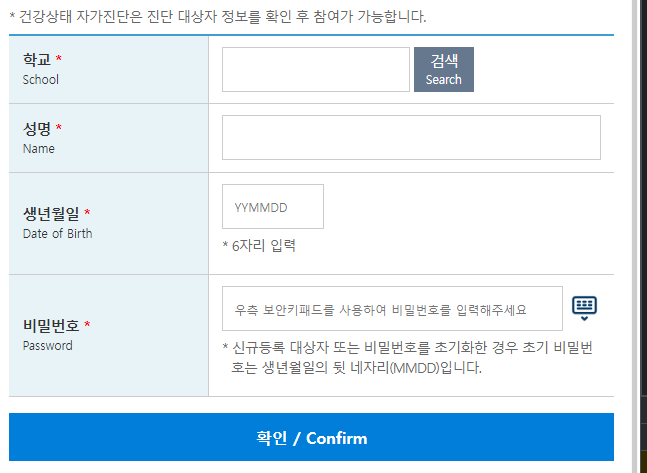 * 건강상태 자가진단은 진단 대상자 정보를 확인 후 참여가 가능합니다.
학교 *
School
검색
Search
성명 *
Name
생년월일 *
Date of Birth
YYMMDD
* 6자리 입력
비밀번호 *
Password
우측 보안키패드를 사용하여 비밀번호를 입력해주세요
* 신규등록 대상자 또는 비밀번호를 초기화한 경우 초기 비밀번
호는 생년월일의 뒷 네자리(MMDD)입니다.
확인 / Confirm